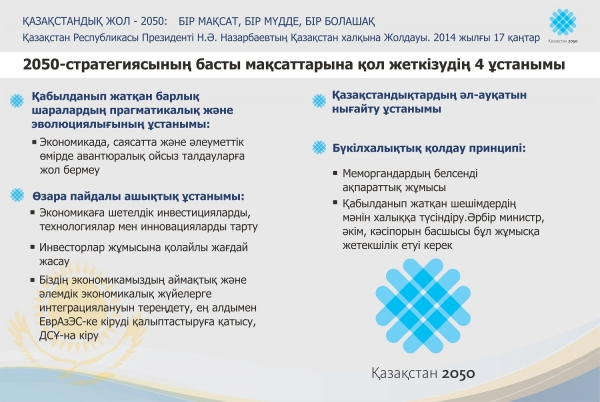 ҚАЗАҚСТАНДЫҚ ЖОЛ - 2050: БІР МАҚСАТ, БІР МҮДДЕ, БІР БОЛАШАҚ
Қазақстан Республикасы Президенті Н.Ә. Назарбаевтың Қазақстан халқына Жолдауы. 2014 жылғы 17 қаңтар
Қазақстан 2050
2050-стратегиясының басты мақсаттарына қол жеткізудің 4 ұстанымы
Қабылданып жатқан барлық
шаралардың прагматикалық және
эволюциялығының ұстанымы:
▪ Экономикада, саясатта және әлеуметтік
өмірде авантюралық ойсыз талдауларға
жол бермеу
Өзара пайдалы ашықтық ұстанымы:
▪ Экономикаға шетелдік инвестицияларды,
технологиялар мен инновацияларды тарту
▪ Инвесторлар жұмысына қолайлы жағдай
жасау
▪ Біздің экономикамыздың аймақтық және
әлемдік экономикалық жүйелерге
интеграциялануын тереңдету, ең алдымен
ЕврАзЭС-ке кіруді қалыптастыруға қатысу,
ДСҰ-на кіру
Қазақстандықтардың әл-ауқатын
нығайту ұстанымы
Бүкілхалықтық қолдау принципі:
▪ Меморгандардың белсенді
ақпараттық жұмысы
▪ Қабылданып жатқан шешімдердің
мәнін халыққа түсіндіру.Әрбір министр,
әкім, кәсіпорын басшысы бұл жұмысқа
жетекшілік етуі керек
Қазақстан 2050